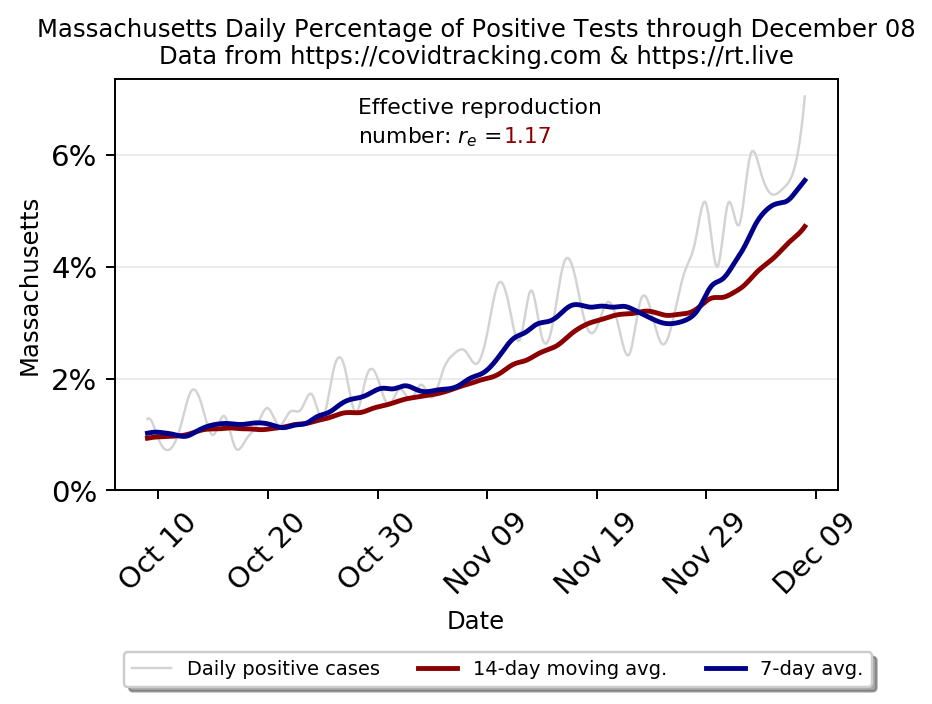 Massachusetts Daily Percentage of Positive Tests through December 08
Data from https://covidtracking.com & https://rt.live
Effective reproduction
number: rₑ =1.17
Massachusetts
6%
4%
2%
0%
Oct 10
Oct 20
Oct 30
Nov 09
Nov 19
Nov 29
Dec 09
Date
Daily positive cases
14-day moving avg.
7-day avg.